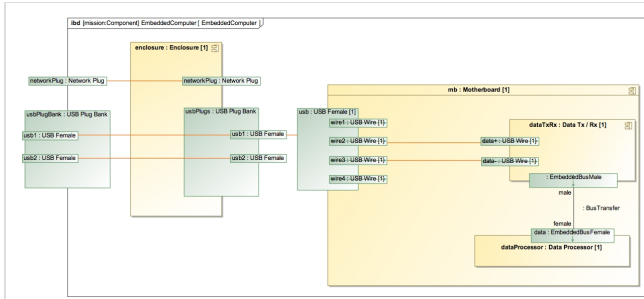 ibd [mission:Component] EmbeddedComputer [ EmbeddedComputer ]
enclosure : Enclosure [1]
networkPlug : Network Plug
networkPlug : Network Plug
mb : Motherboard [1]
usbPlugBank : USB Plug Bank
usbPlugs : USB Plug Bank
usb : USB Female [1]
wire1 : USB Wire [1]
dataTxRx : Data Tx / Rx [1]
usb1 : USB Female
usb1 : USB Female
wire2 : USB Wire [1]
data+ : USB Wire [1]
usb2 : USB Female
usb2 : USB Female
wire3 : USB Wire [1]
data- : USB Wire [1]
wire4 : USB Wire [1]
: EmbeddedBusMale
male
: BusTransfer
female
data : EmbeddedBusFemale
dataProcessor : Data Processor [1]